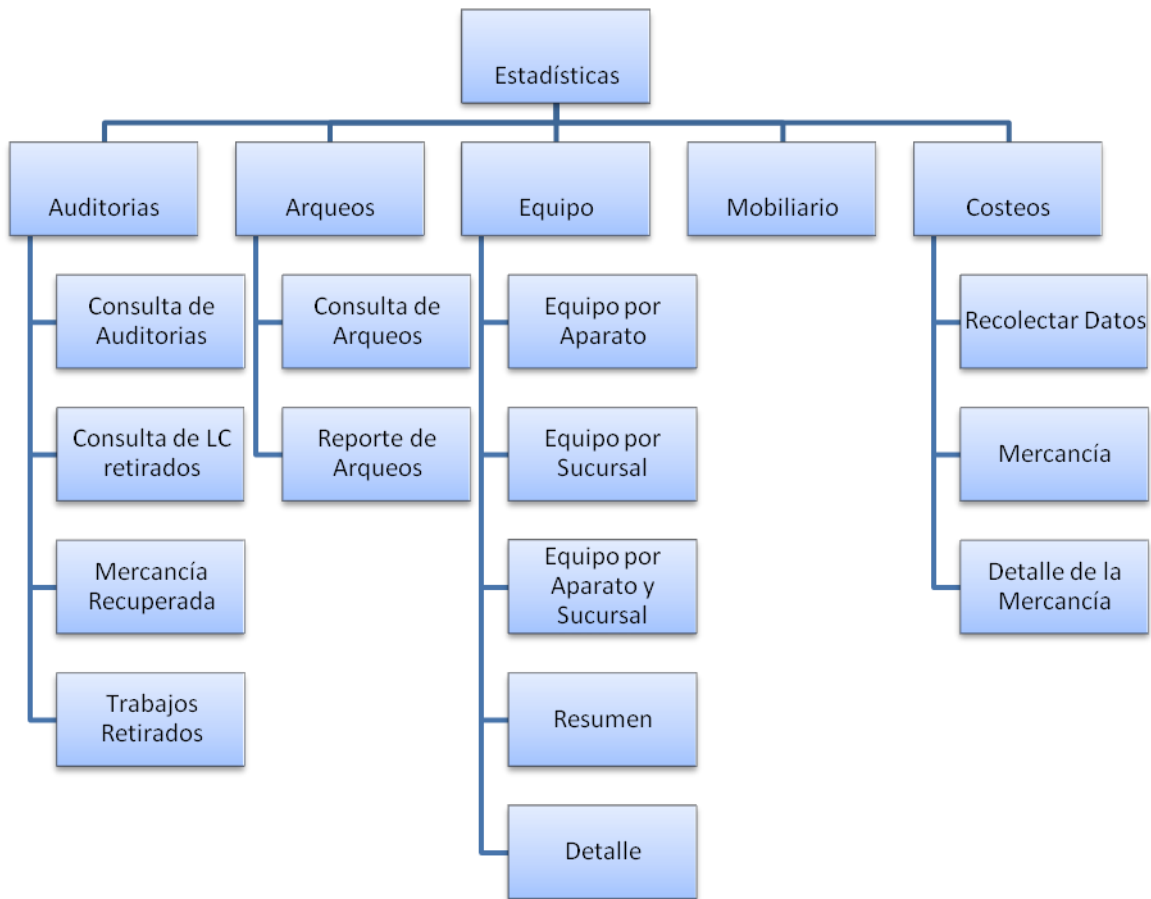 Estadísticas
Auditorias
Arqueos
Equipo
Mobiliario
Costeos
Consulta de
Auditorias
Consulta de LC
retirados
Mercancía
Recuperada
Trabajos
Retirados
Consulta de
Arqueos
Reporte de
Arqueos
Equipo por
Aparato
Equipo por
Sucursal
Equipo por
Aparato y
Sucursal
Resumen
Detalle
Recolectar Datos
Mercancía
Detalle de la
Mercancía